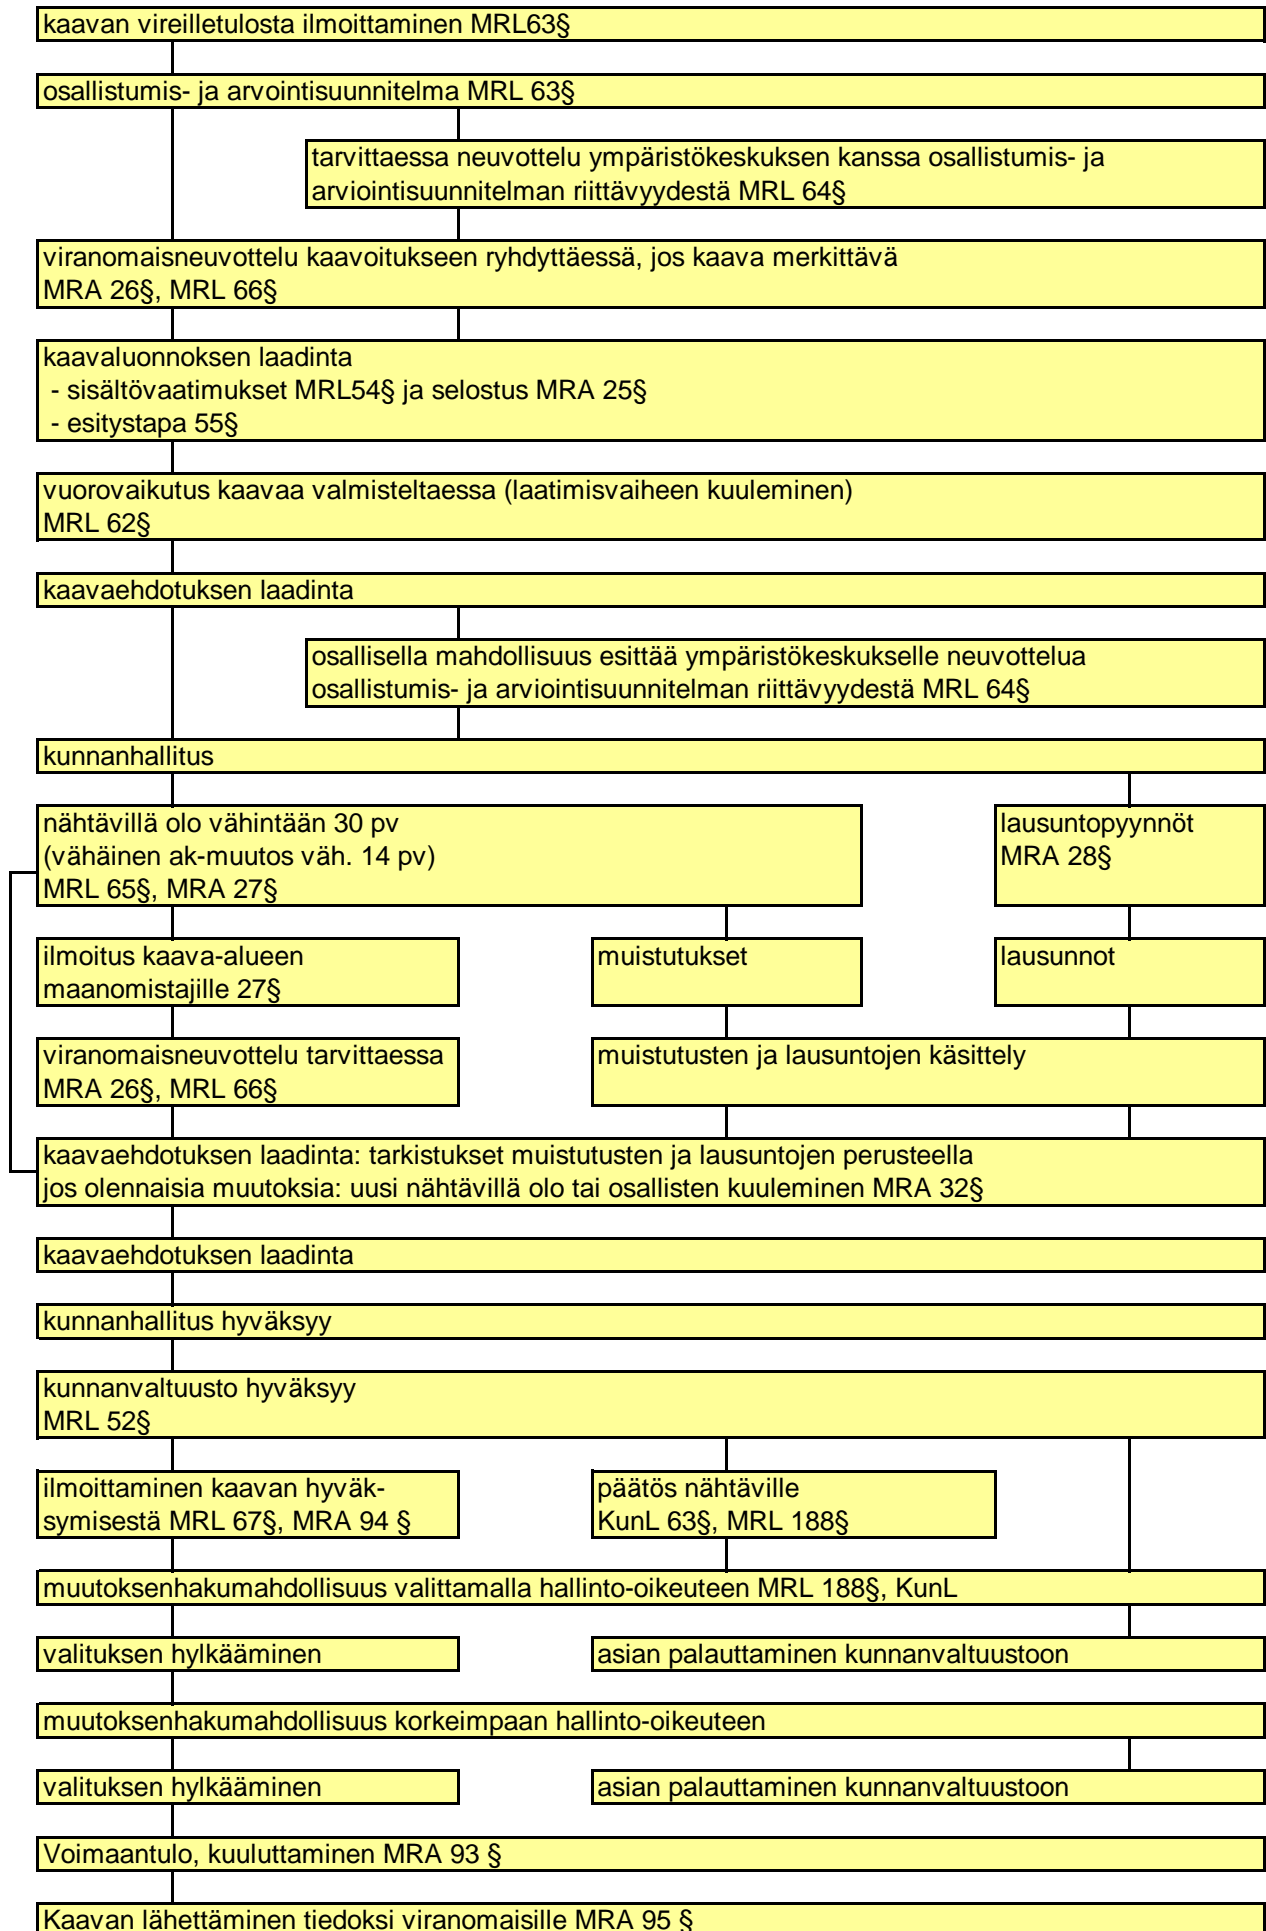 kaavan vireilletulosta ilmoittaminen MRL63§
osallistumis- ja arvointisuunnitelma MRL 63§
tarvittaessa neuvottelu ympäristökeskuksen kanssa osallistumis- ja
arviointisuunnitelman riittävyydestä MRL 64§
viranomaisneuvottelu kaavoitukseen ryhdyttäessä, jos kaava merkittävä
MRA 26§, MRL 66§
kaavaluonnoksen laadinta
- sisältövaatimukset MRL54§ ja selostus MRA 25§
- esitystapa 55§
vuorovaikutus kaavaa valmisteltaessa (laatimisvaiheen kuuleminen)
MRL 62§
kaavaehdotuksen laadinta
osallisella mahdollisuus esittää ympäristökeskukselle neuvottelua
osallistumis- ja arviointisuunnitelman riittävyydestä MRL 64§
kunnanhallitus
nähtävillä olo vähintään 30 pv
(vähäinen ak-muutos väh. 14 pv)
MRL 65§, MRA 27§
lausuntopyynnöt
MRA 28§
ilmoitus kaava-alueen
maanomistajille 27§
muistutukset
lausunnot
viranomaisneuvottelu tarvittaessa
MRA 26§, MRL 66§
muistutusten ja lausuntojen käsittely
kaavaehdotuksen laadinta: tarkistukset muistutusten ja lausuntojen perusteella
jos olennaisia muutoksia: uusi nähtävillä olo tai osallisten kuuleminen MRA 32§
kaavaehdotuksen laadinta
kunnanhallitus hyväksyy
kunnanvaltuusto hyväksyy
MRL 52§
ilmoittaminen kaavan hyväk-
symisestä MRL 67§, MRA 94 §
päätös nähtäville
KunL 63§, MRL 188§
muutoksenhakumahdollisuus valittamalla hallinto-oikeuteen MRL 188§, KunL
valituksen hylkääminen
asian palauttaminen kunnanvaltuustoon
muutoksenhakumahdollisuus korkeimpaan hallinto-oikeuteen
valituksen hylkääminen
asian palauttaminen kunnanvaltuustoon
Voimaantulo, kuuluttaminen MRA 93 §
Kaavan lähettäminen tiedoksi viranomaisille MRA 95 §